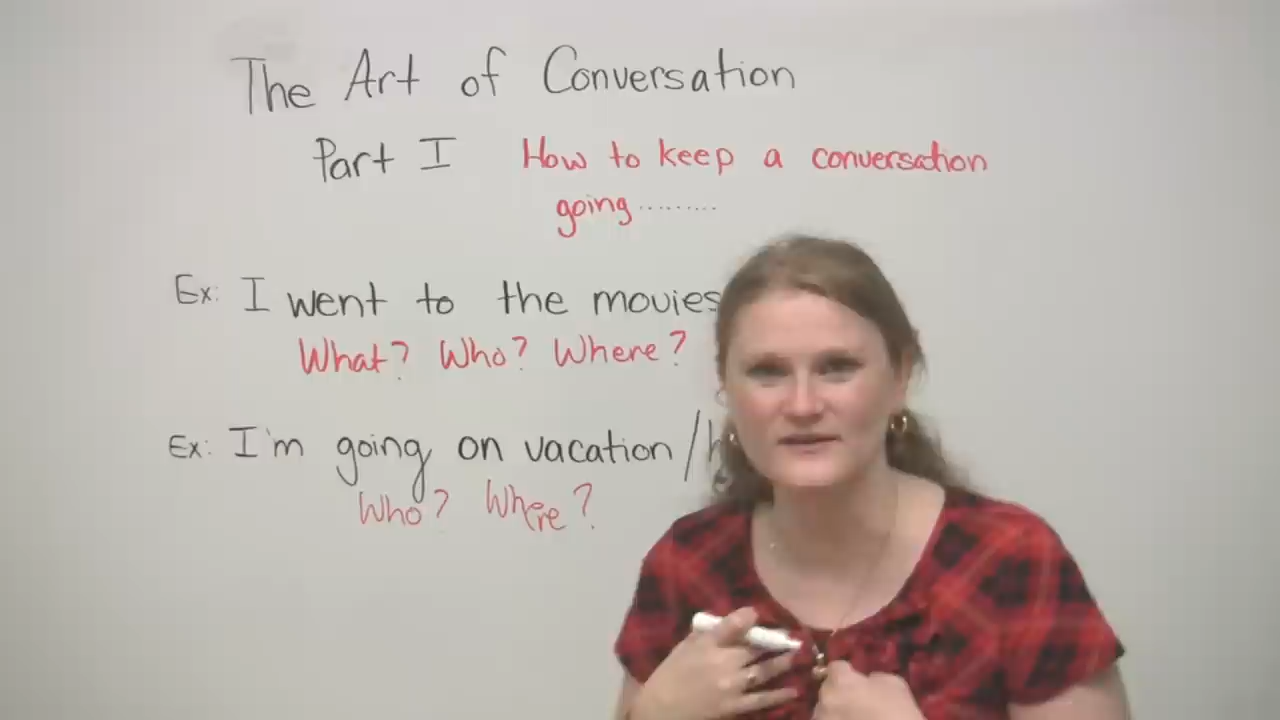 The Art of Conversation
Part I How to keep a conversation
going.........
Ex: I went to the movies
What? Who? Where?
Ex: I'm going on vacation /
Who? Where?